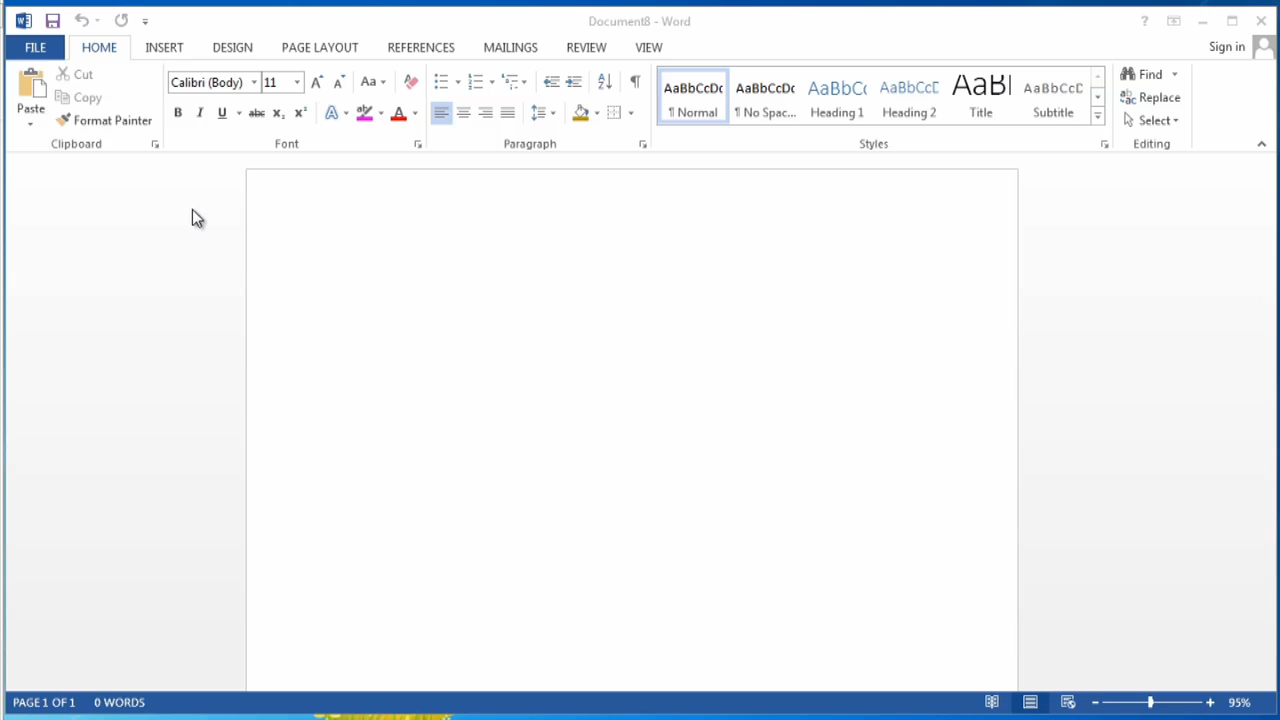 Document8 - Word
?
FILE HOME INSERT DESIGN PAGE LAYOUT REFERENCES MAILINGS REVIEW VIEW Sign in
Paste
Cut
Copy
Format Painter
Clipboard
Calibri (Body) 11 A A Aa
B I U abc X₂ X² A ab A
Font
A Z ¶
Paragraph
AaBbCcDc AaBbCcDc AaBbCc AaBbCcD AaBl AaBbCcD
¶ Normal ¶ No Spac... Heading 1 Heading 2 Title Subtitle
Styles
Find
Replace
Select
Editing
PAGE 1 OF 1 0 WORDS 95%